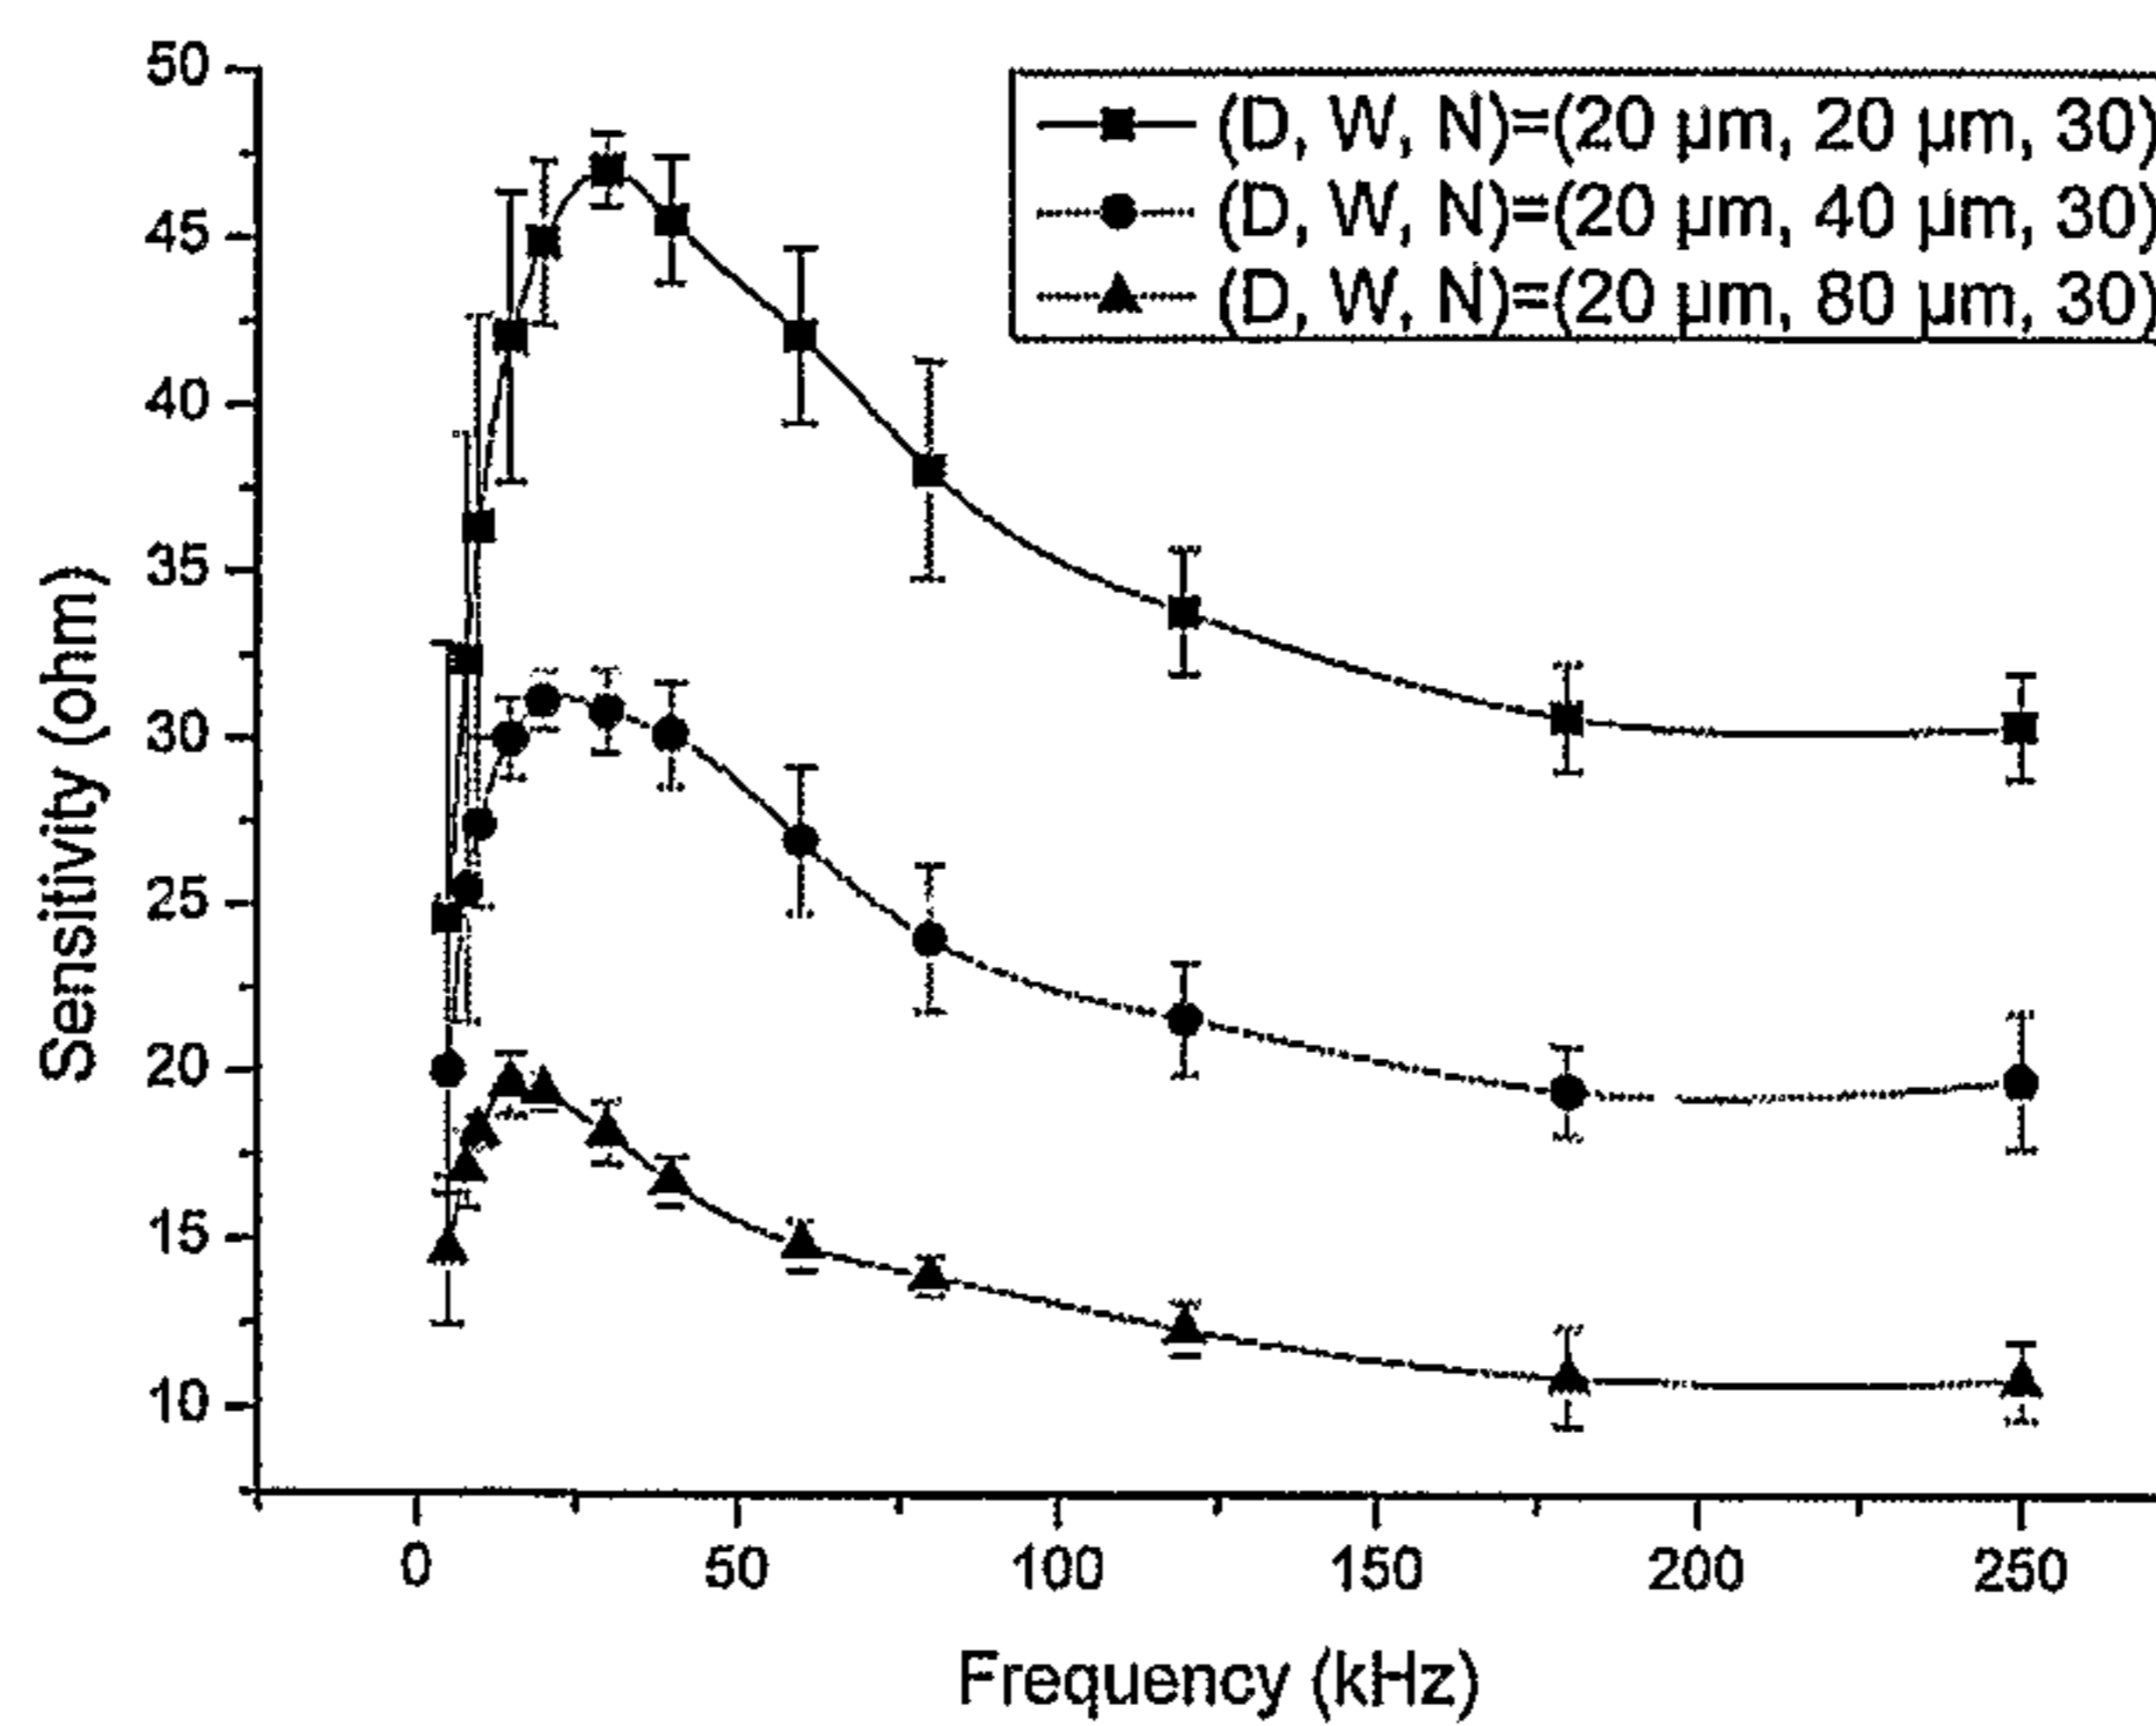 50
45
40
35
30
25
20
15
10
Sensitivity (ohm)
(D, W, N)=(20 µm, 20 µm, 30)
(D, W, N)=(20 µm, 40 µm, 30)
(D, W, N)=(20 µm, 80 µm, 30)
0 50 100 150 200 250
Frequency (kHz)